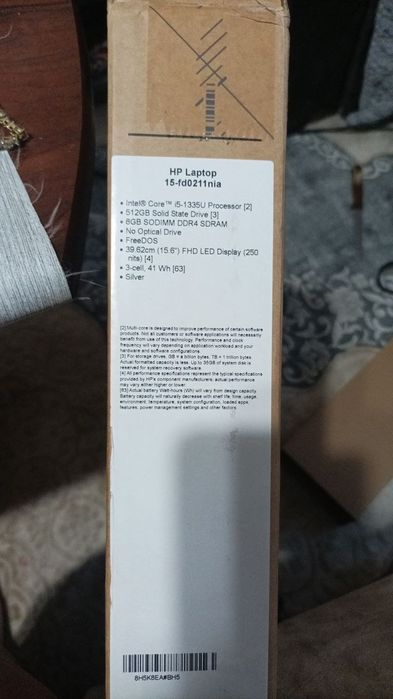 HP Laptop
15-fd0211nia
• Intel® Core™ i5-1335U Processor [2]
• 512GB Solid State Drive [3]
• 8GB SODIMM DDR4 SDRAM
• No Optical Drive
• FreeDOS
• 39.62cm (15.6") FHD LED Display (250
nits) [4]
• 3-cell, 41 Wh [63]
• Silver
[2] Multi-core is designed to improve performance of certain software
products. Not all customers or software applications will necessarily
benefit from use of this technology. Performance and clock
frequency will vary depending on application workload and your
hardware and software configurations.
[3] For storage drives, GB = a billion bytes. TB = 1 trillion bytes.
Actual formatted capacity is less. Up to 35GB of system disk is
reserved for system recovery software.
[4] All performance specifications represent the typical specifications
provided by HP's component manufacturers; actual performance
may vary either higher or lower.
[63] Actual battery Watt-hours (Wh) will vary from design capacity.
Battery capacity will naturally decrease with shelf life, time, usage,
environment, temperature, system configuration, loaded apps,
features, power management settings and other factors.
8H5K8EA#BH5